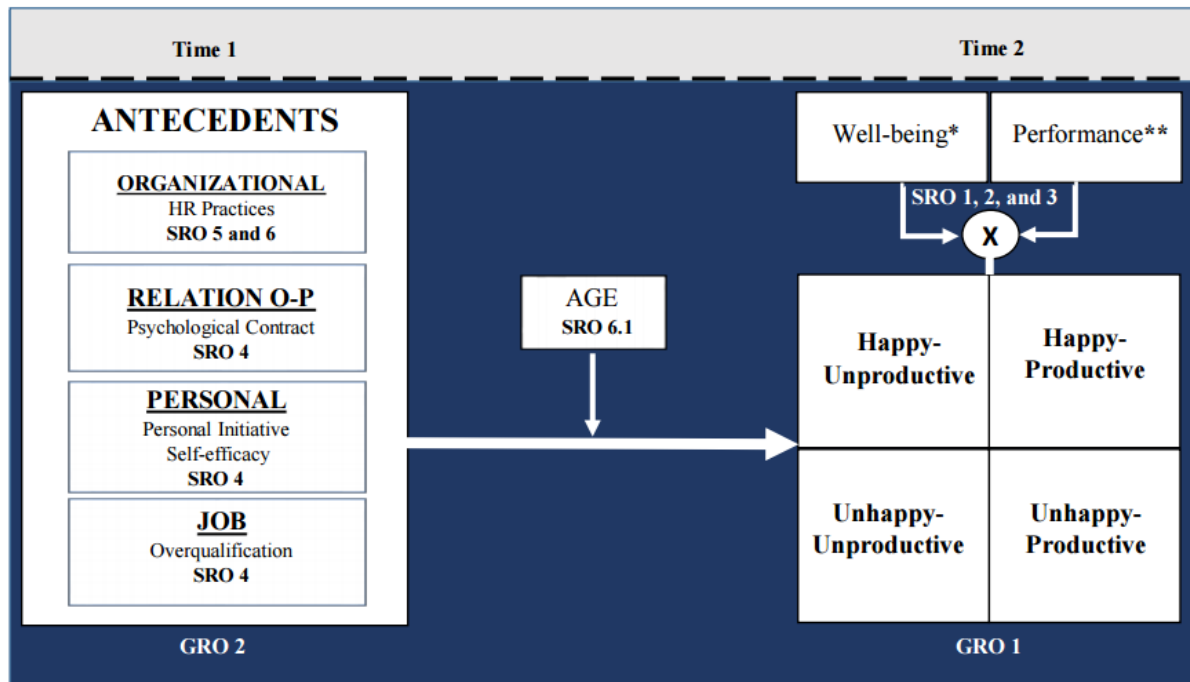 Time 1
Time 2
ANTECEDENTS
ORGANIZATIONAL
HR Practices
SRO 5 and 6
RELATION O-P
Psychological Contract
SRO 4
PERSONAL
Personal Initiative
Self-efficacy
SRO 4
JOB
Overqualification
SRO 4
GRO 2
AGE
SRO 6.1
Well-being*
Performance**
SRO 1, 2, and 3
X
Happy-
Unproductive
Happy-
Productive
Unhappy-
Unproductive
Unhappy-
Productive
GRO 1